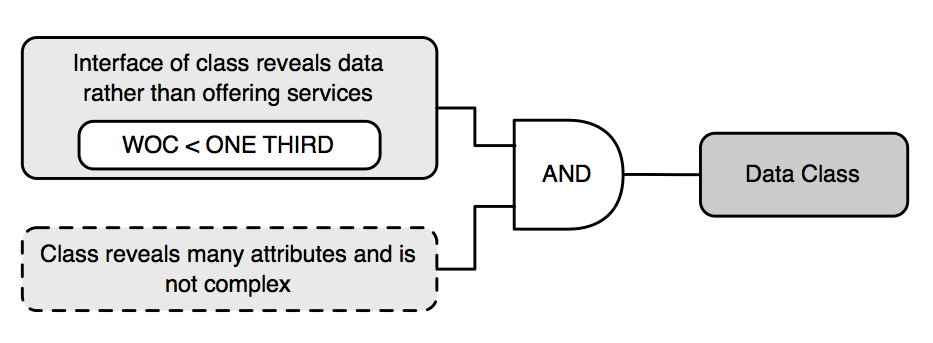 Interface of class reveals data
rather than offering services
WOC < ONE THIRD
AND
Data Class
Class reveals many attributes and is
not complex